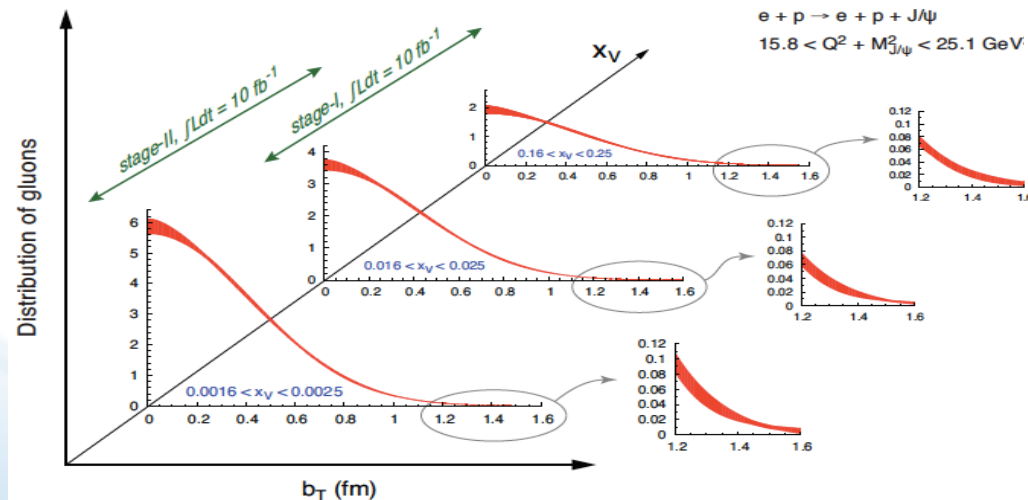 e + p → e + p + J/ψ
15.8 < Q² + M²J/ψ < 25.1 GeV²
stage-II, ∫Ldt = 10 fb⁻¹
stage-I, ∫Ldt = 10 fb⁻¹
xV
Distribution of gluons
2
1
0
0.16 < xV < 0.25
0 0.2 0.4 0.6 0.8 1 1.2 1.4 1.6
0.12
0.1
0.08
0.06
0.04
0.02
0
1.2 1.4 1.6
4
3
2
1
0
0.016 < xV < 0.025
0 0.2 0.4 0.6 0.8 1 1.2 1.4 1.6
0.12
0.1
0.08
0.06
0.04
0.02
0
1.2 1.4 1.6
6
5
4
3
2
1
0
0.0016 < xV < 0.0025
0 0.2 0.4 0.6 0.8 1 1.2 1.4 1.6
0.12
0.1
0.08
0.06
0.04
0.02
0
1.2 1.4 1.6
bT (fm)